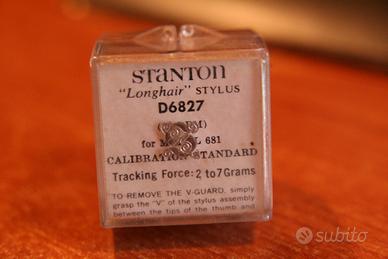 STANTON
"Longhair" STYLUS
D6827
M)
for M L 681
CALIBRATION STANDARD
Tracking Force: 2 to 7 Grams
TO REMOVE THE V-GUARD, simply
grasp the "V" of the stylus assembly
between the tips of the thumb and
subito